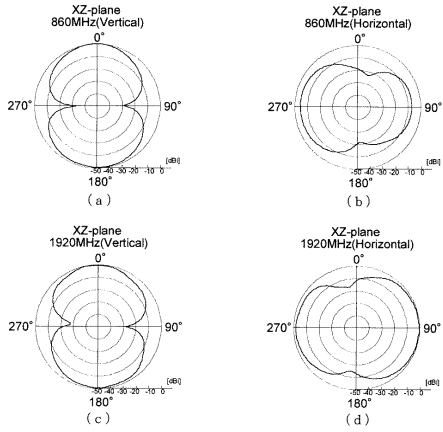 XZ-plane
860MHz(Vertical)
0°
270°
90°
[dBi]
-50 -40 -30 -20 -10 0
180°
(a)
XZ-plane
860MHz(Horizontal)
0°
270°
90°
[dBi]
-50 -40 -30 -20 -10 0
180°
(b)
XZ-plane
1920MHz(Vertical)
0°
270°
90°
[dBi]
-50 -40 -30 -20 -10 0
180°
(c)
XZ-plane
1920MHz(Horizontal)
0°
270°
90°
[dBi]
-50 -40 -30 -20 -10 0
180°
(d)